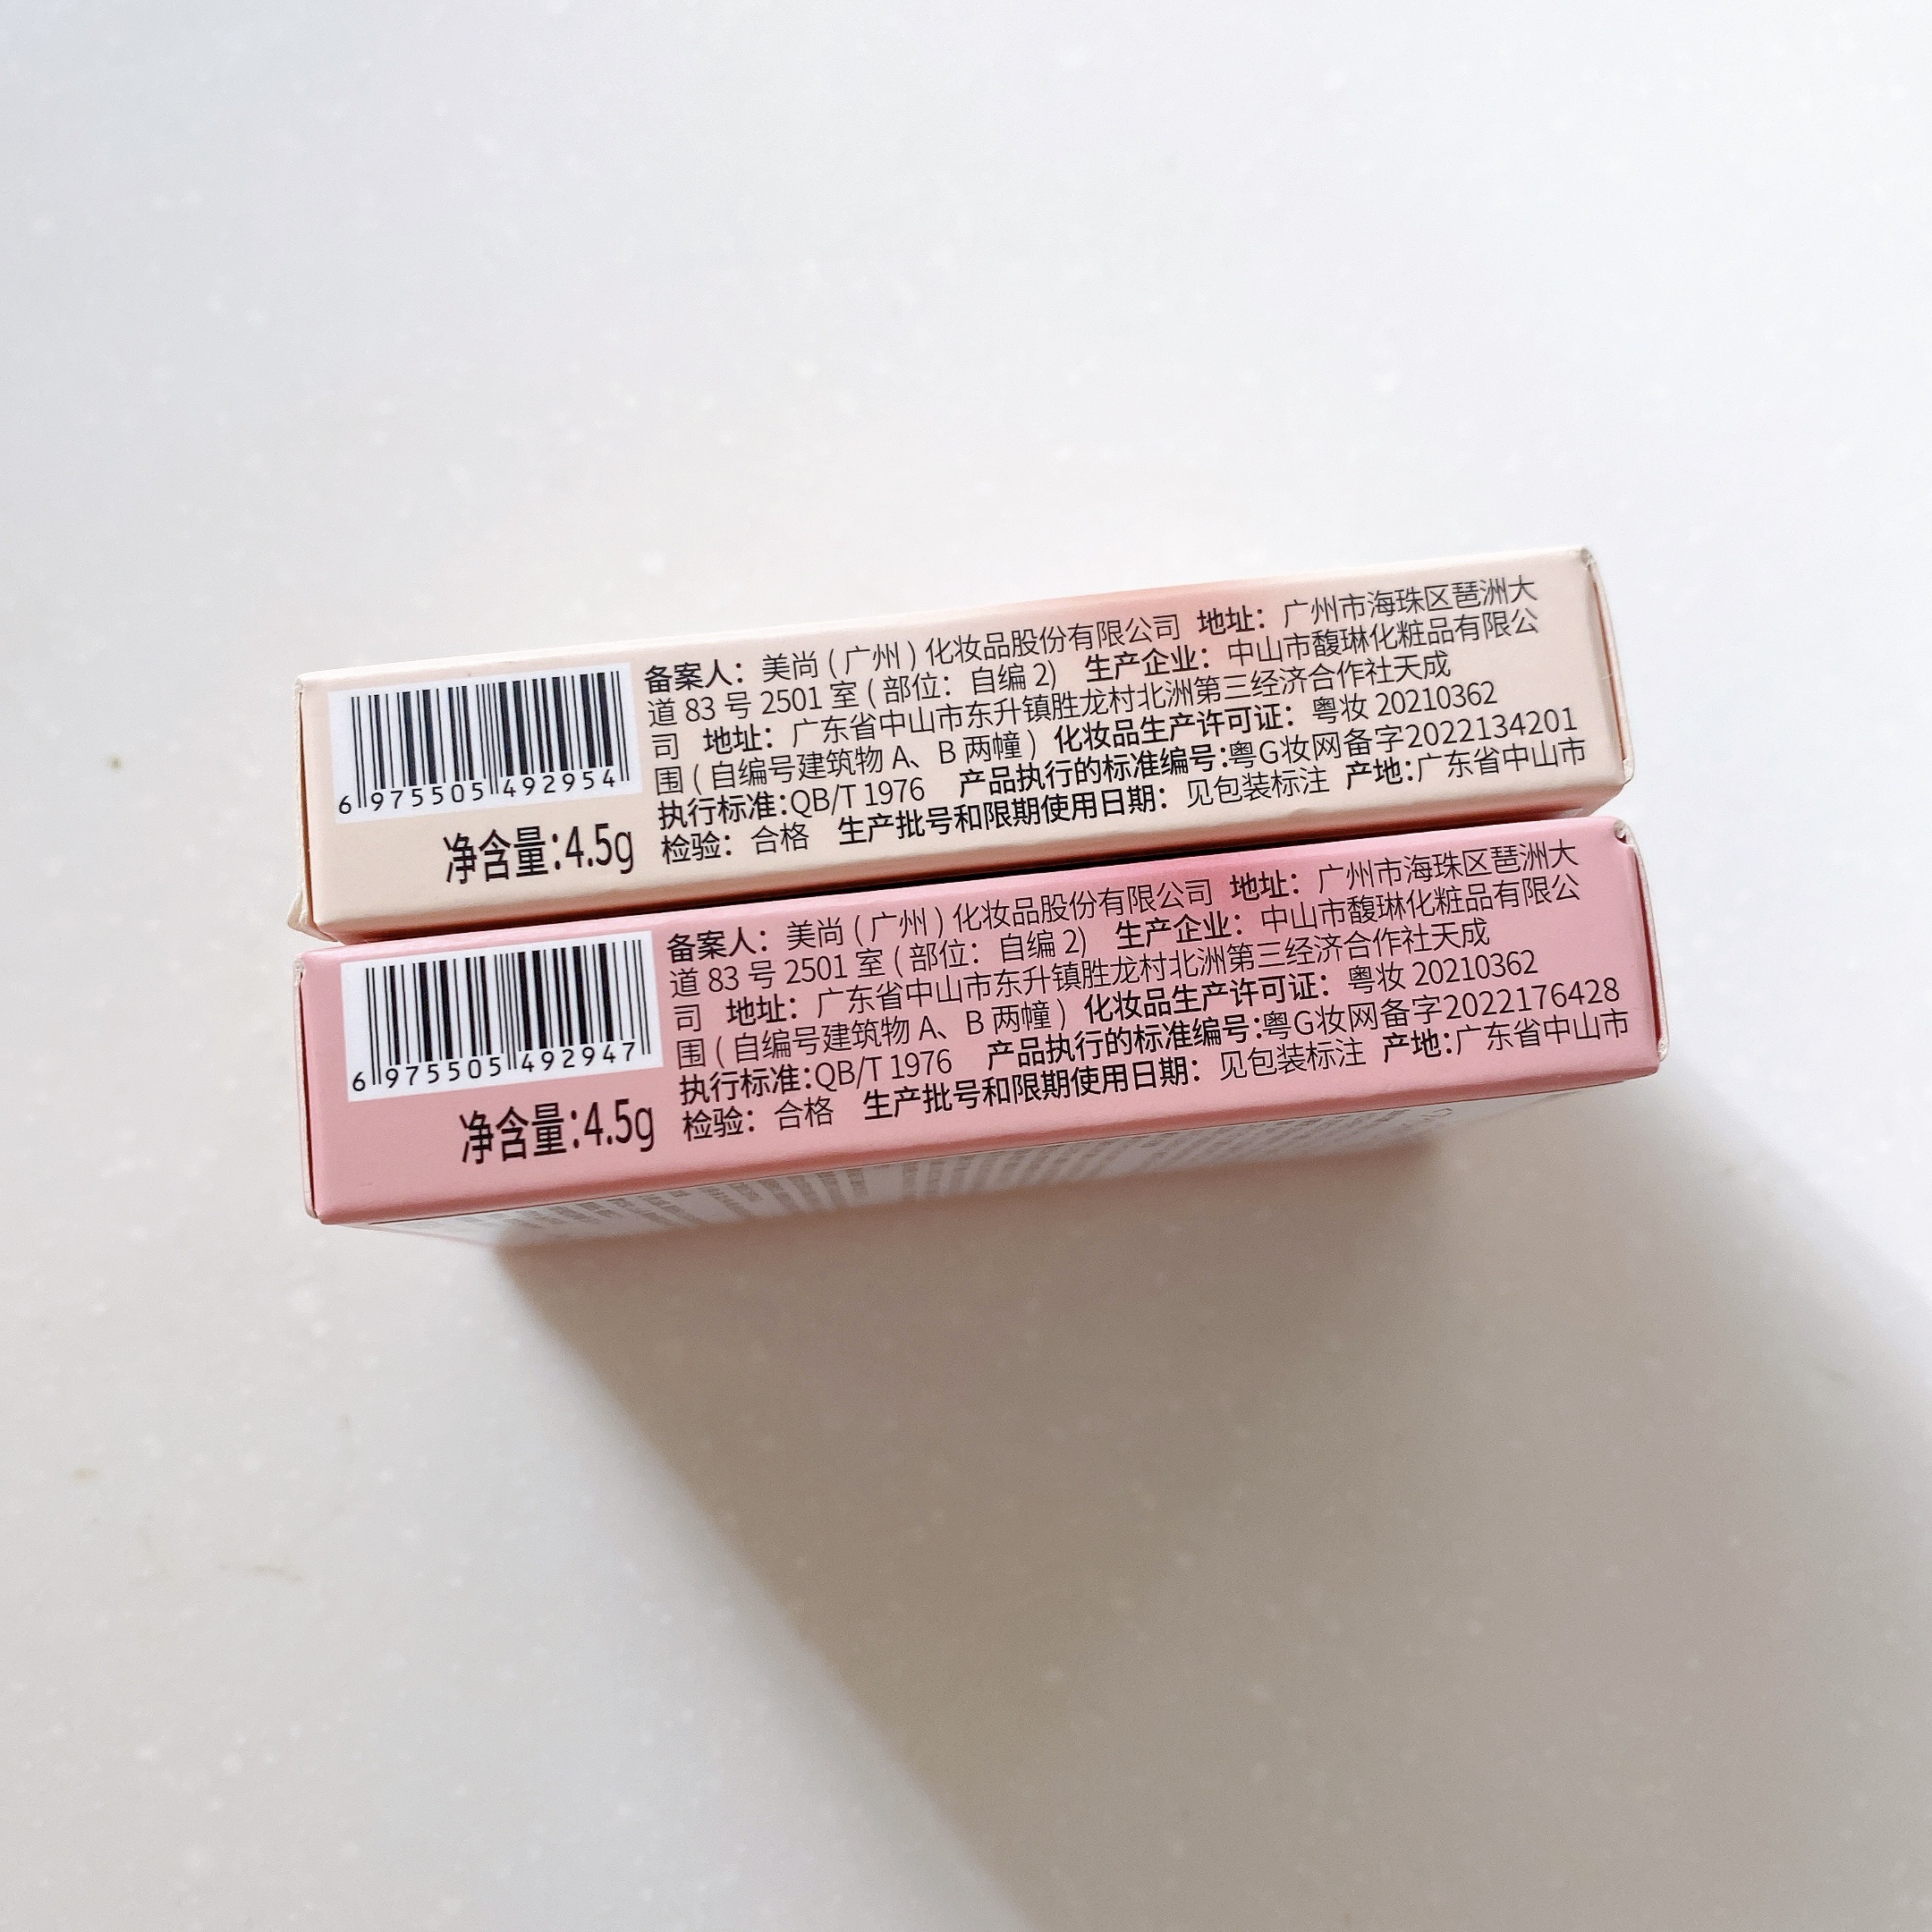 备案人：美尚(广州)化妆品股份有限公司 地址：广州市海珠区琶洲大
道 83 号 2501 室(部位：自编 2) 生产企业：中山市馥琳化粧品有限公
司 地址：广东省中山市东升镇胜龙村北洲第三经济合作社天成
围(自编号建筑物 A、B 两幢) 化妆品生产许可证：粤妆 20210362
执行标准:QB/T 1976 产品执行的标准编号:粤G妆网备字2022134201
检验：合格 生产批号和限期使用日期：见包装标注 产地:广东省中山市
6 975505 492954
净含量:4.5g
备案人：美尚(广州)化妆品股份有限公司 地址：广州市海珠区琶洲大
道 83 号 2501 室(部位：自编 2) 生产企业：中山市馥琳化粧品有限公
司 地址：广东省中山市东升镇胜龙村北洲第三经济合作社天成
围(自编号建筑物 A、B 两幢) 化妆品生产许可证：粤妆 20210362
执行标准:QB/T 1976 产品执行的标准编号:粤G妆网备字2022176428
检验：合格 生产批号和限期使用日期：见包装标注 产地:广东省中山市
6 975505 492947
净含量:4.5g